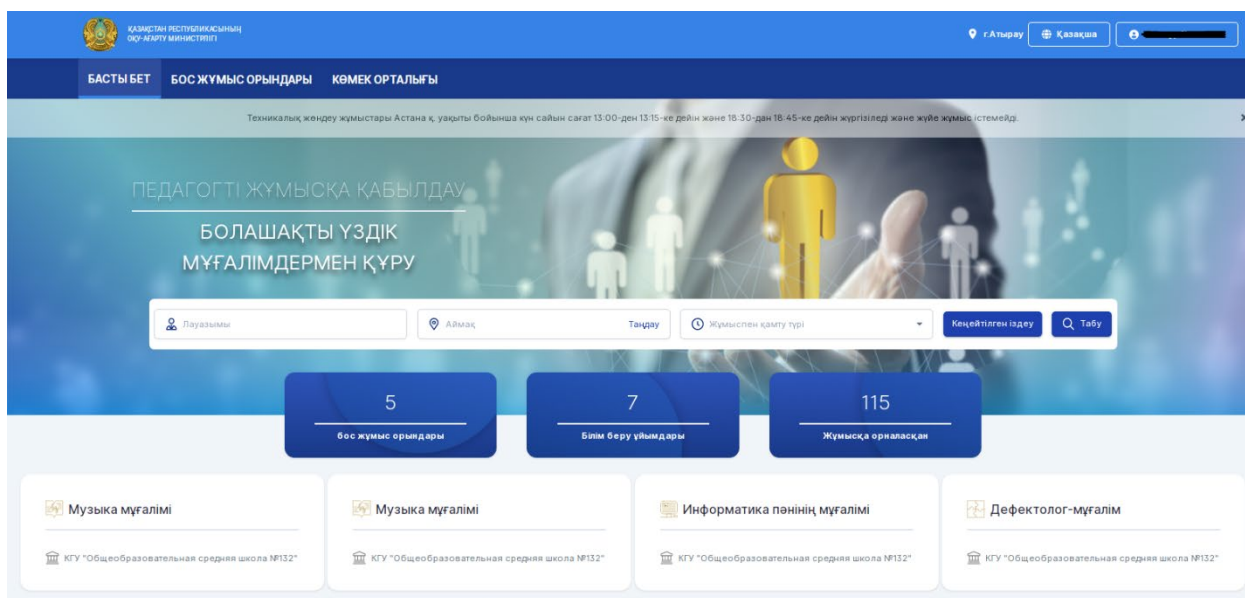 ҚАЗАҚСТАН РЕСПУБЛИКАСЫНЫҢ
ОҚУ-АҒАРТУ МИНИСТРЛІГІ
г.Атырау
Қазақша
БАСТЫ БЕТ БОС ЖҰМЫС ОРЫНДАРЫ КӨМЕК ОРТАЛЫҒЫ
Техникалық жөндеу жұмыстары Астана қ. уақыты бойынша күн сайын сағат 13:00-ден 13:15-ке дейін және 18:30-дан 18:45-ке дейін жүргізіледі және жүйе жұмыс істемейді.
ПЕДАГОГТІ ЖҰМЫСҚА ҚАБЫЛДАУ
БОЛАШАҚТЫ ҮЗДІК
МҰҒАЛІМДЕРМЕН ҚҰРУ
Лауазымы
Аймақ Таңдау
Жұмыспен қамту түрі
Кеңейтілген іздеу
Табу
5
бос жұмыс орындары
7
Білім беру ұйымдары
115
Жұмысқа орналасқан
Музыка мұғалімі
КГУ "Общеобразовательная средняя школа №132"
Музыка мұғалімі
КГУ "Общеобразовательная средняя школа №132"
Информатика пәнінің мұғалімі
КГУ "Общеобразовательная средняя школа №132"
Дефектолог-мұғалім
КГУ "Общеобразовательная средняя школа №132"